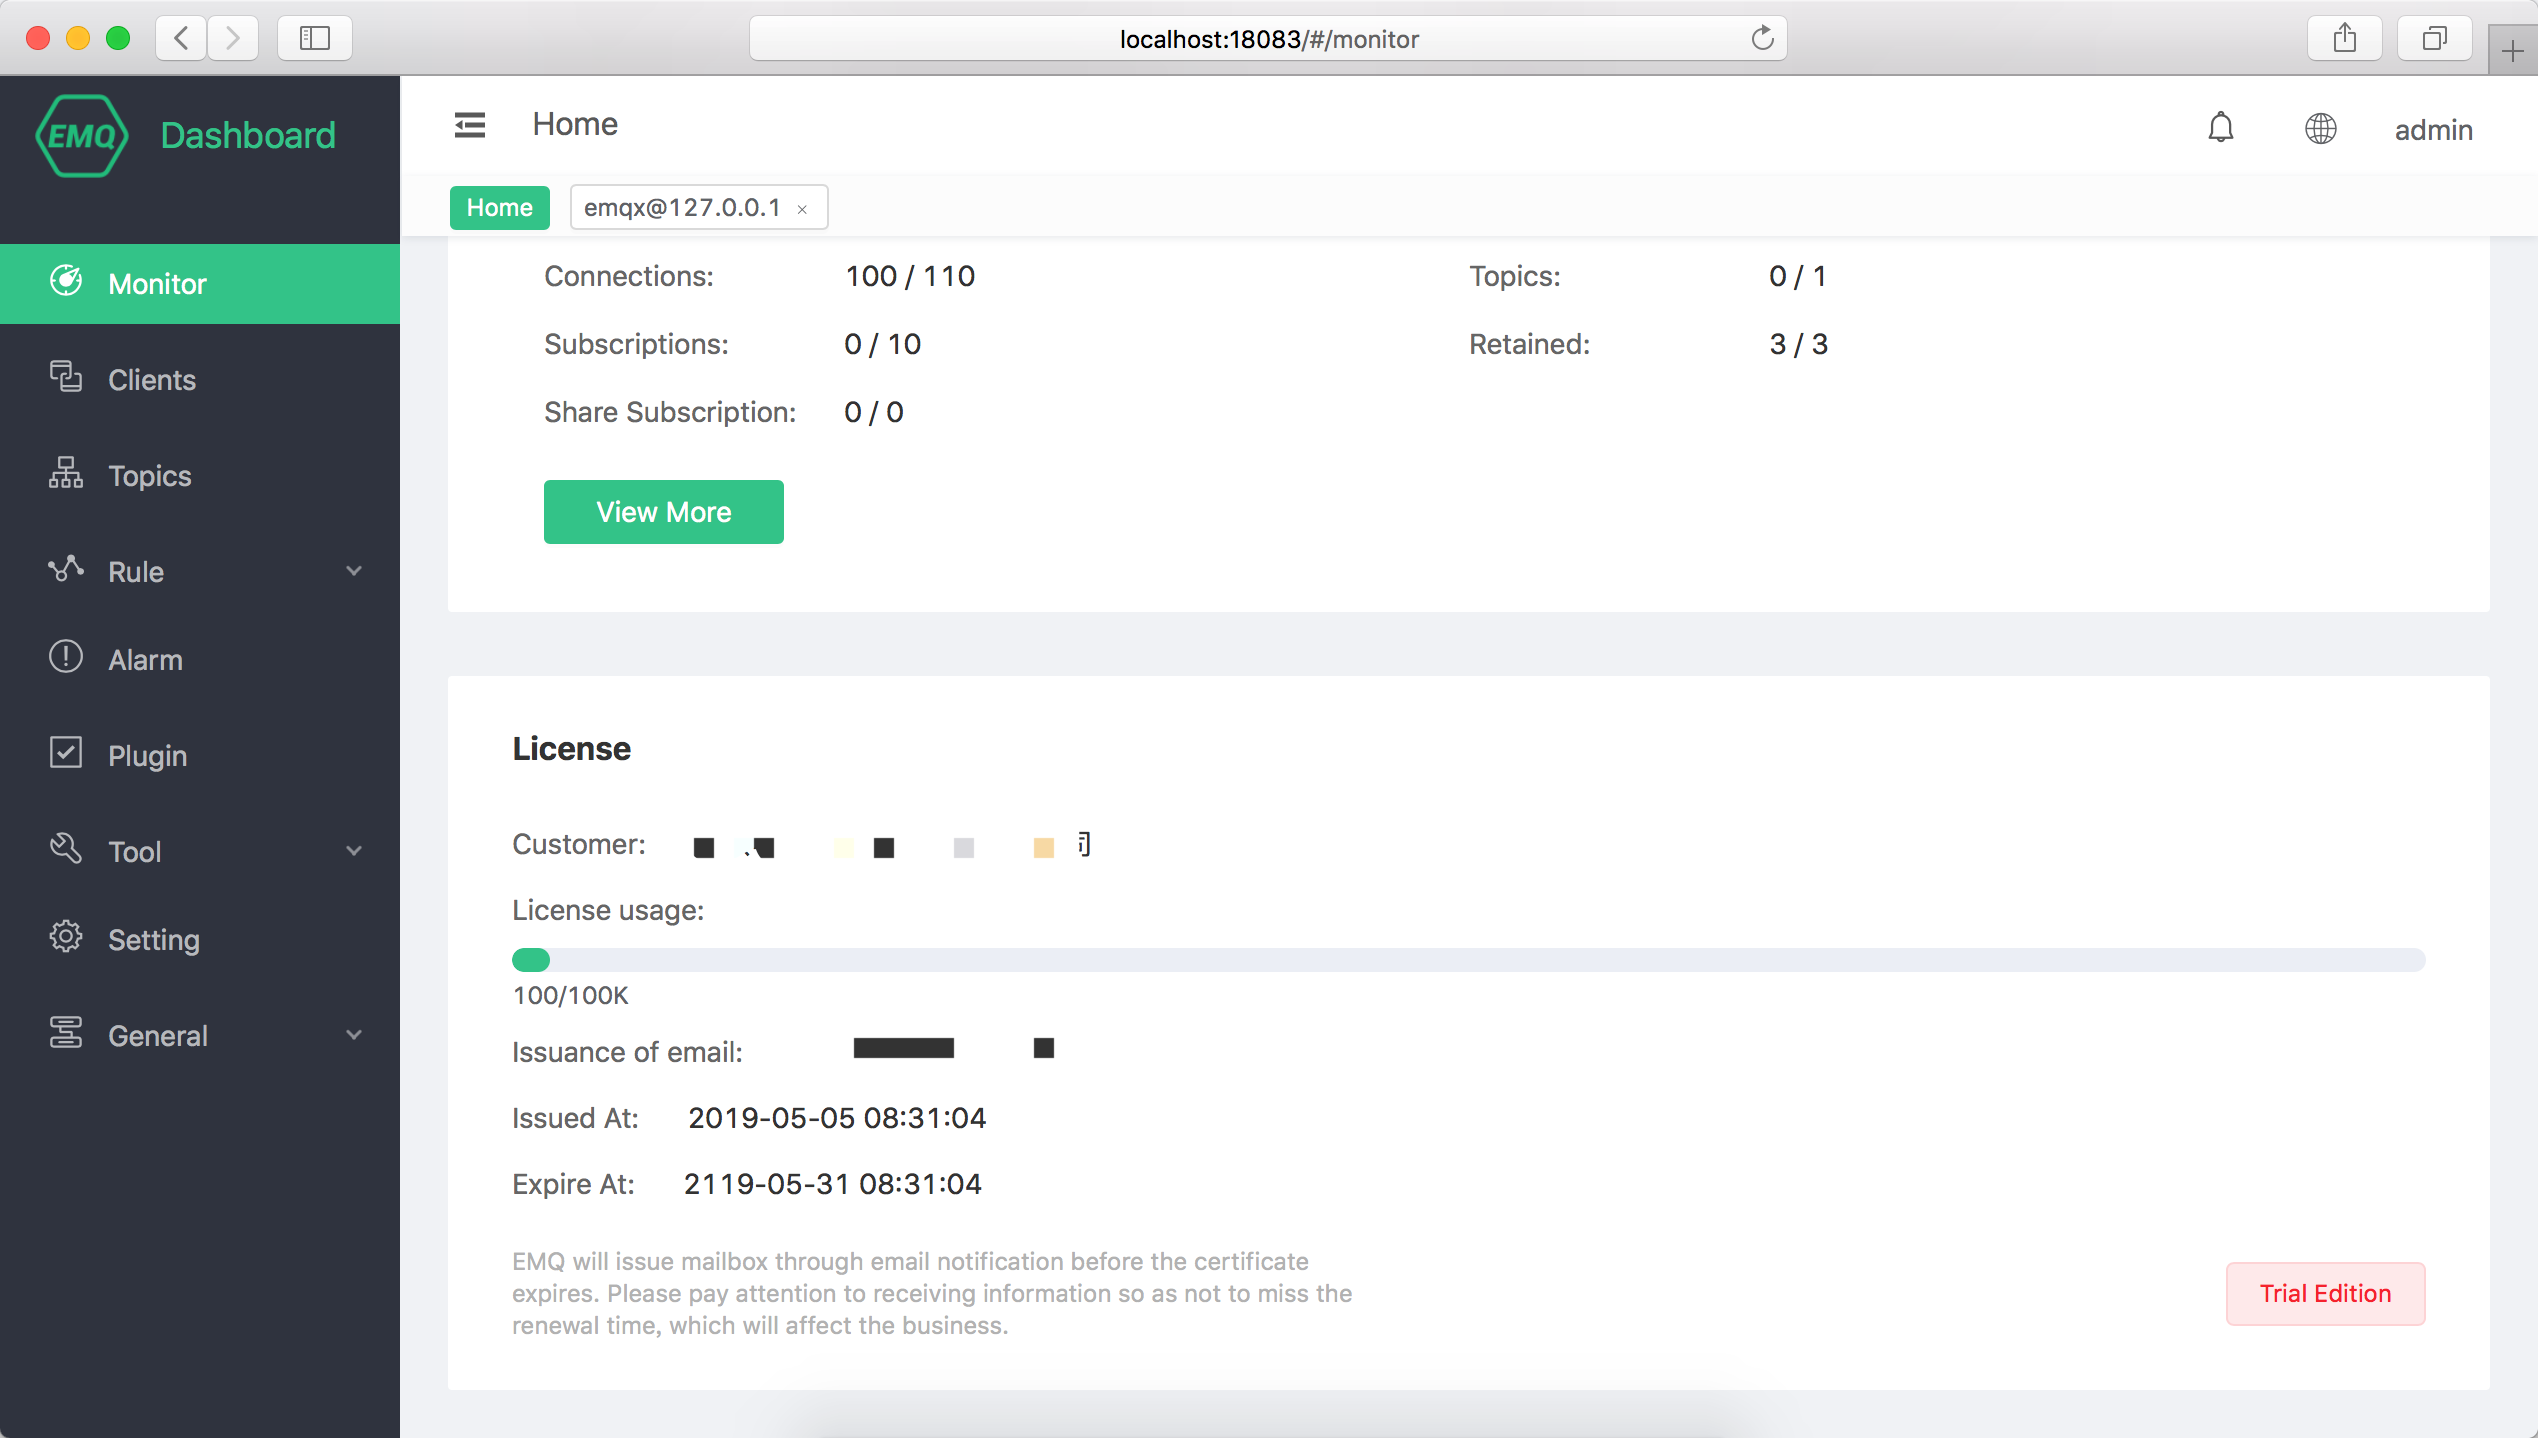 localhost:18083/#/monitor
EMQ Dashboard
Home
admin
Home
emqx@127.0.0.1 ×
Monitor
Clients
Topics
Rule
Alarm
Plugin
Tool
Setting
General
Connections: 100 / 110
Topics: 0 / 1
Subscriptions: 0 / 10
Retained: 3 / 3
Share Subscription: 0 / 0
View More
License
Customer:
License usage:
100/100K
Issuance of email:
Issued At: 2019-05-05 08:31:04
Expire At: 2119-05-31 08:31:04
EMQ will issue mailbox through email notification before the certificate
expires. Please pay attention to receiving information so as not to miss the
renewal time, which will affect the business.
Trial Edition